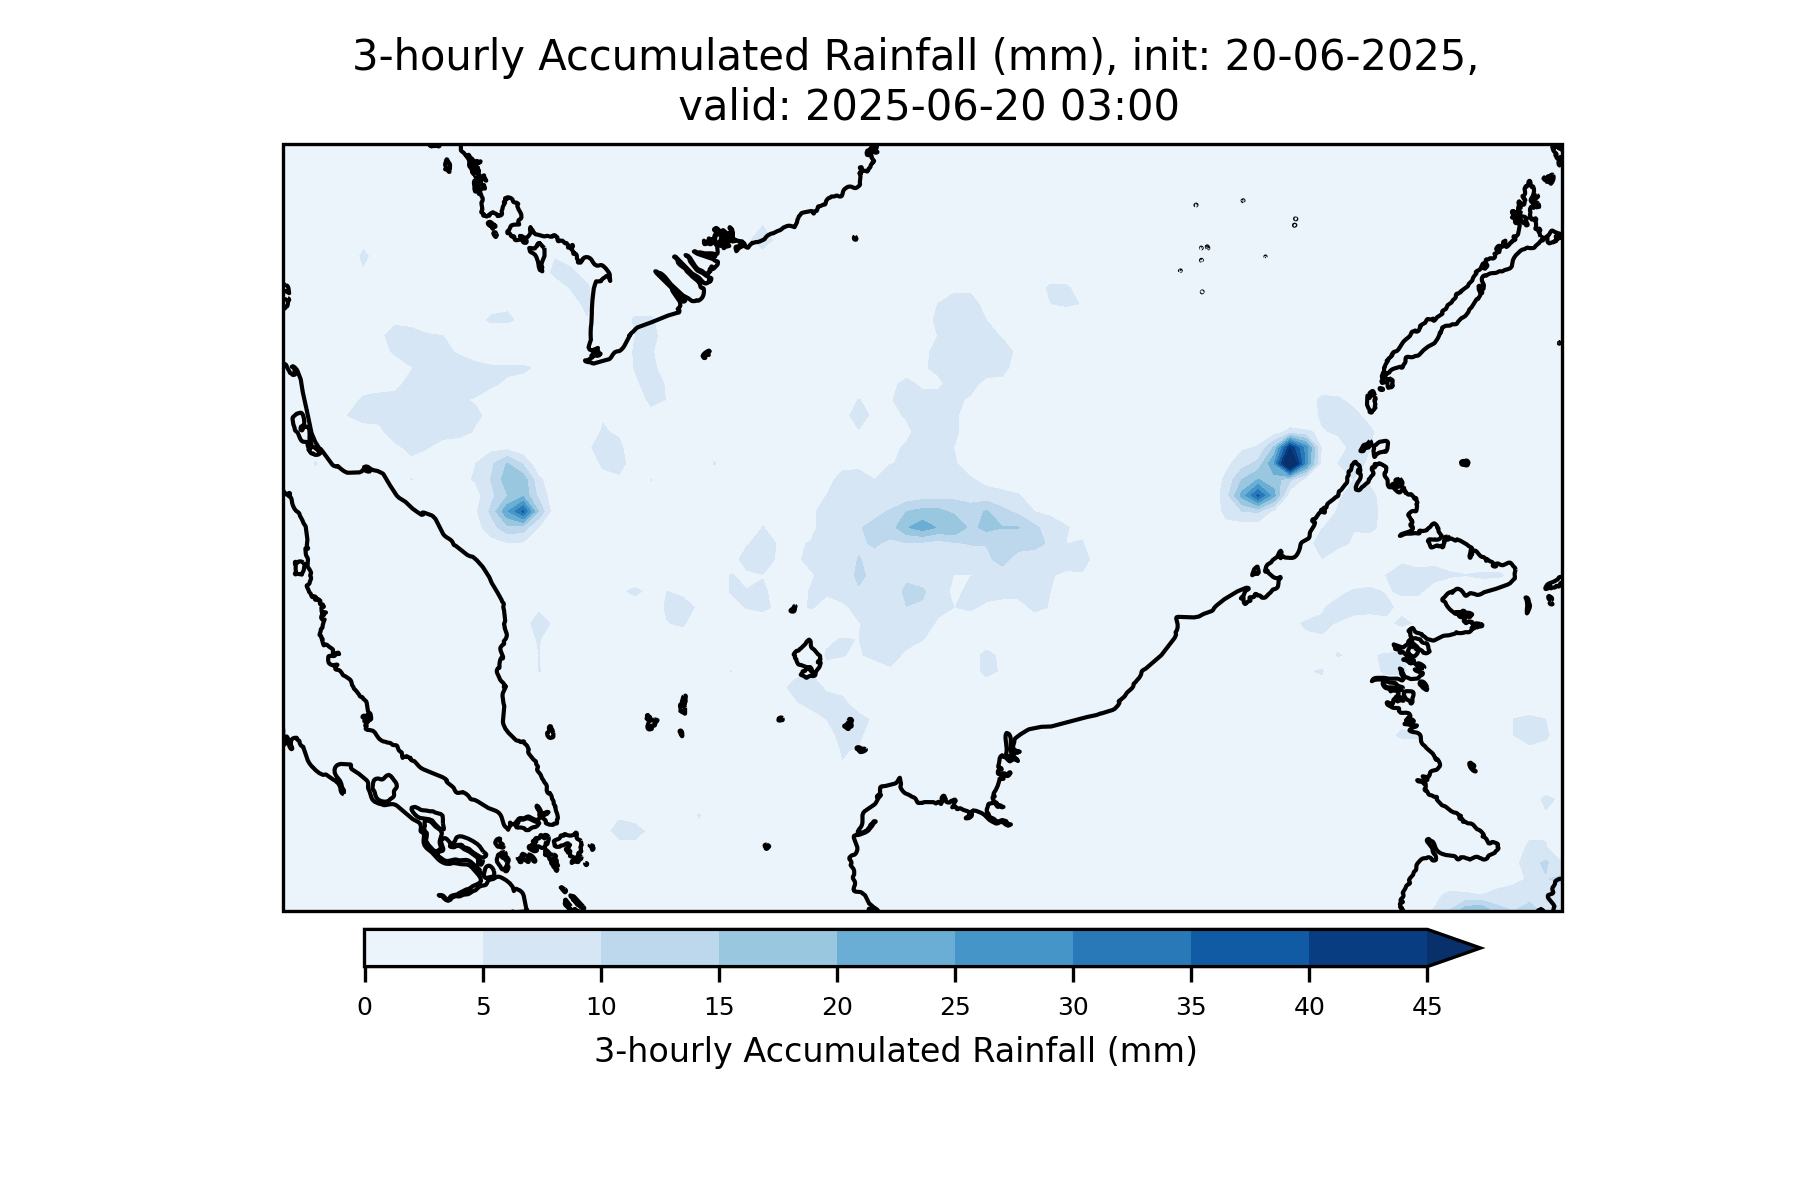 3-hourly Accumulated Rainfall (mm), init: 20-06-2025,
valid: 2025-06-20 03:00
0 5 10 15 20 25 30 35 40 45
3-hourly Accumulated Rainfall (mm)